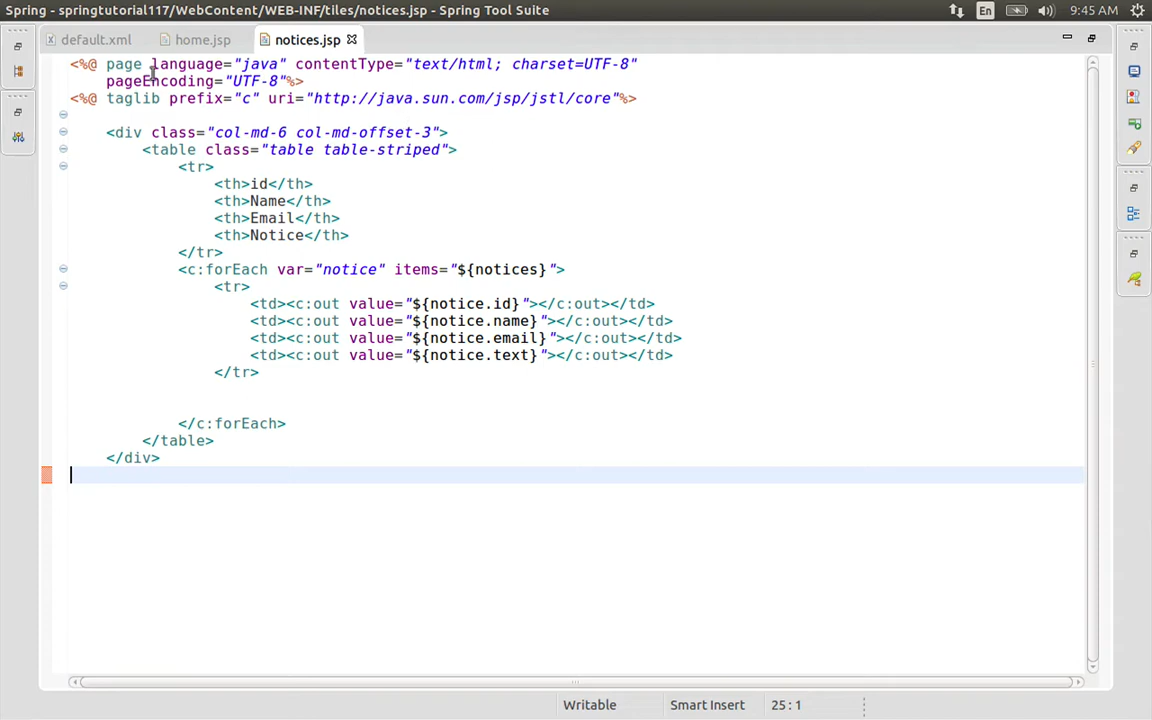 Spring - springtutorial117/WebContent/WEB-INF/tiles/notices.jsp - Spring Tool Suite
En
9:45 AM
default.xml
home.jsp
notices.jsp
<%@ page language="java" contentType="text/html; charset=UTF-8"
    pageEncoding="UTF-8"%>
<%@ taglib prefix="c" uri="http://java.sun.com/jsp/jstl/core"%>
    <div class="col-md-6 col-md-offset-3">
        <table class="table table-striped">
            <tr>
                <th>id</th>
                <th>Name</th>
                <th>Email</th>
                <th>Notice</th>
            </tr>
            <c:forEach var="notice" items="${notices}">
                <tr>
                    <td><c:out value="${notice.id}"></c:out></td>
                    <td><c:out value="${notice.name}"></c:out></td>
                    <td><c:out value="${notice.email}"></c:out></td>
                    <td><c:out value="${notice.text}"></c:out></td>
                </tr>
            </c:forEach>
        </table>
    </div>
Writable
Smart Insert
25 : 1